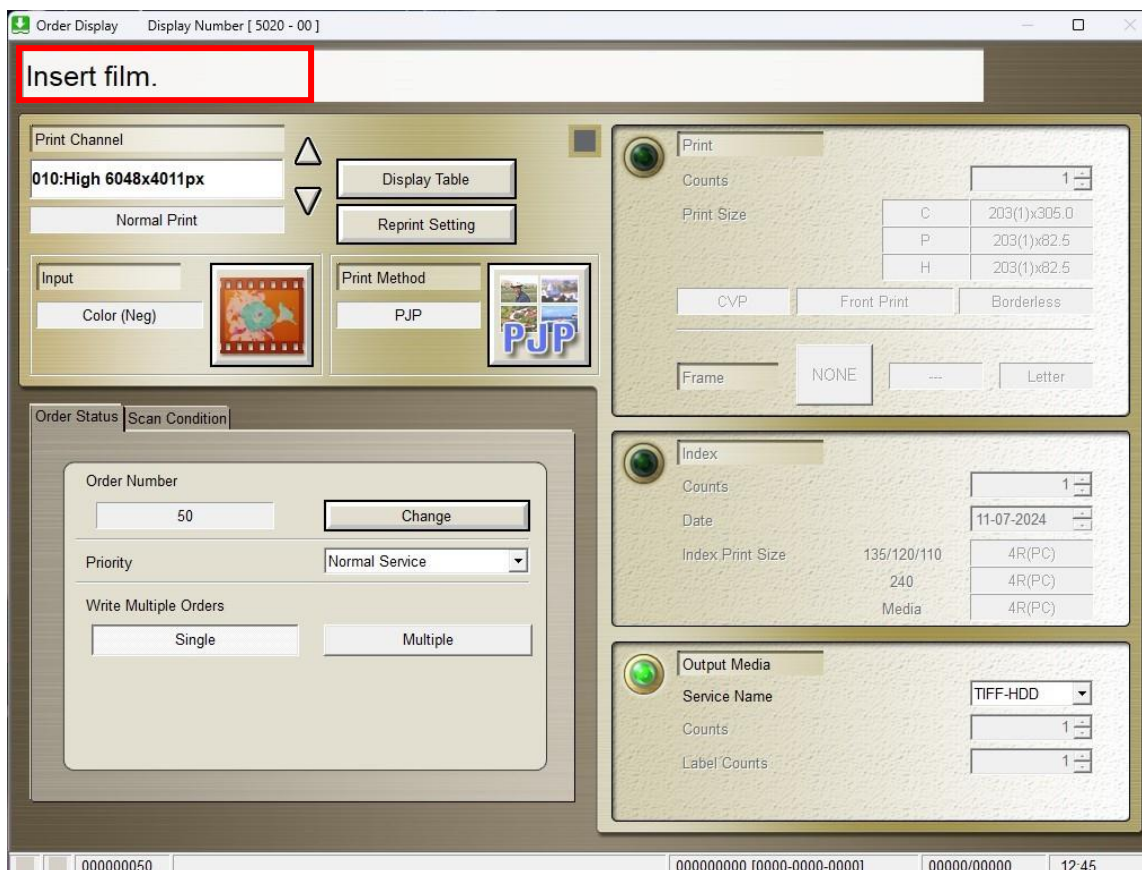 Order Display Display Number [ 5020 - 00 ]
Insert film.
Print Channel
010:High 6048x4011px
Normal Print
Display Table
Reprint Setting
Input
Color (Neg)
Print Method
PJP
PJP
Order Status Scan Condition
Order Number
50 Change
Priority Normal Service
Write Multiple Orders
Single Multiple
Print
Counts 1
Print Size C 203(1)x305.0
P 203(1)x82.5
H 203(1)x82.5
CVP Front Print Borderless
Frame NONE --- Letter
Index
Counts 1
Date 11-07-2024
Index Print Size 135/120/110 4R(PC)
240 4R(PC)
Media 4R(PC)
Output Media
Service Name TIFF-HDD
Counts 1
Label Counts 1
000000050 000000000 [0000-0000-0000] 00000/00000 12:45